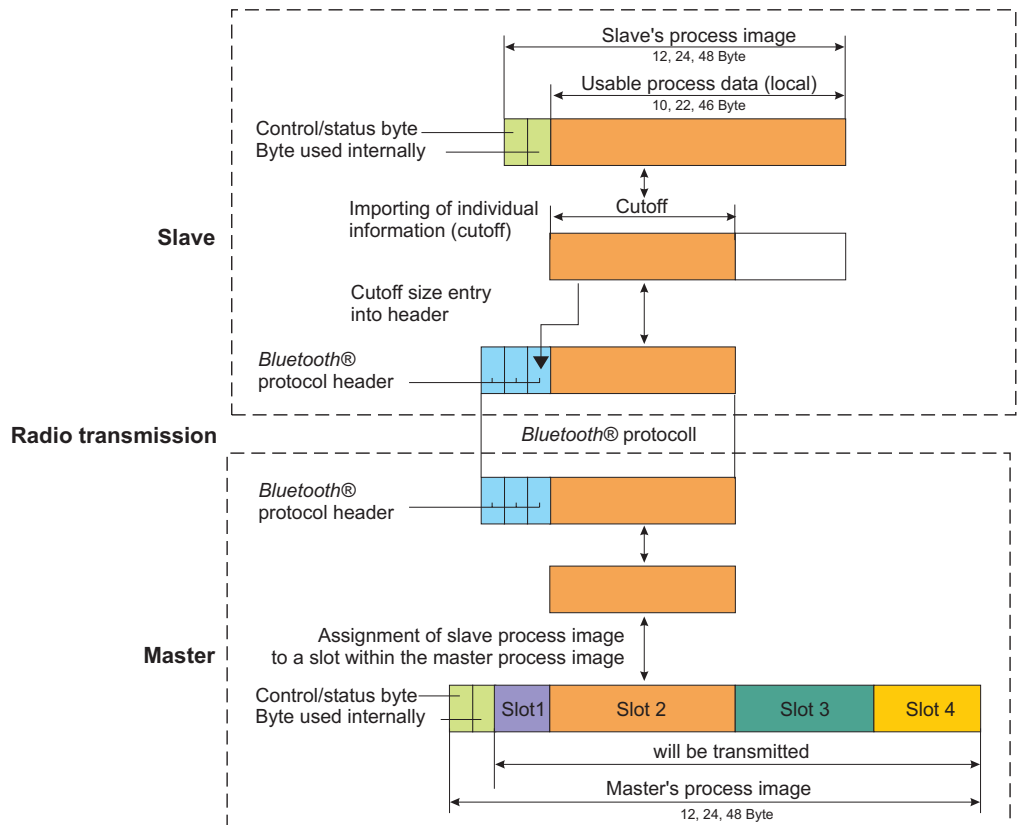 Slave's process image
12, 24, 48 Byte
Usable process data (local)
10, 22, 46 Byte
Control/status byte
Byte used internally
Importing of individual
information (cutoff)
Cutoff
Slave
Cutoff size entry
into header
Bluetooth®
protocol header
Radio transmission
Bluetooth® protocoll
Bluetooth®
protocol header
Assignment of slave process image
to a slot within the master process image
Master
Control/status byte
Byte used internally
Slot1 Slot 2 Slot 3 Slot 4
will be transmitted
Master's process image
12, 24, 48 Byte